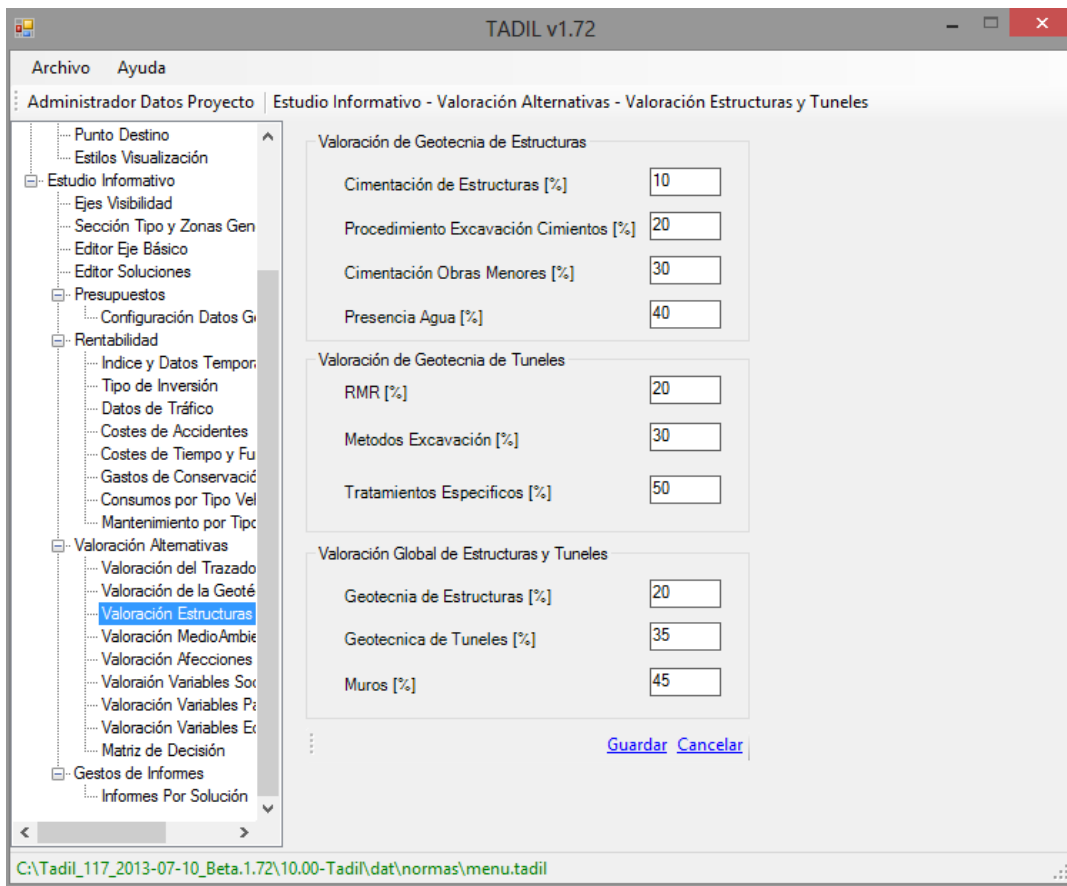 TADIL v1.72
Archivo Ayuda
Administrador Datos Proyecto Estudio Informativo - Valoración Alternativas - Valoración Estructuras y Tuneles
Punto Destino
Estilos Visualización
Estudio Informativo
Ejes Visibilidad
Sección Tipo y Zonas Gen
Editor Eje Básico
Editor Soluciones
Presupuestos
Configuración Datos G
Rentabilidad
Indice y Datos Tempor
Tipo de Inversión
Datos de Tráfico
Costes de Accidentes
Costes de Tiempo y Fu
Gastos de Conservació
Consumos por Tipo Vel
Mantenimiento por Tipo
Valoración Alternativas
Valoración del Trazado
Valoración de la Geoté
Valoración Estructuras
Valoración MedioAmbie
Valoración Afecciones
Valoraión Variables Soc
Valoración Variables Pa
Valoración Variables Ec
Matriz de Decisión
Gestos de Informes
Informes Por Solución
Valoración de Geotecnia de Estructuras
Cimentación de Estructuras [%] 10
Procedimiento Excavación Cimientos [%] 20
Cimentación Obras Menores [%] 30
Presencia Agua [%] 40
Valoración de Geotecnia de Tuneles
RMR [%] 20
Metodos Excavación [%] 30
Tratamientos Especificos [%] 50
Valoración Global de Estructuras y Tuneles
Geotecnia de Estructuras [%] 20
Geotecnica de Tuneles [%] 35
Muros [%] 45
Guardar Cancelar
C:\Tadil_117_2013-07-10_Beta.1.72\10.00-Tadil\dat\normas\menu.tadil